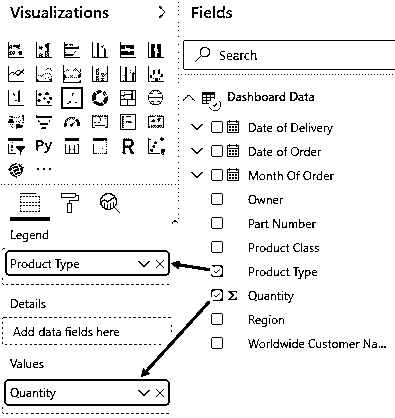 Visualizations
Fields
Search
Dashboard Data
Date of Delivery
Date of Order
Month Of Order
Owner
Part Number
Product Class
Product Type
Σ Quantity
Region
Worldwide Customer Na...
Py
R
...
Legend
Product Type
Details
Add data fields here
Values
Quantity